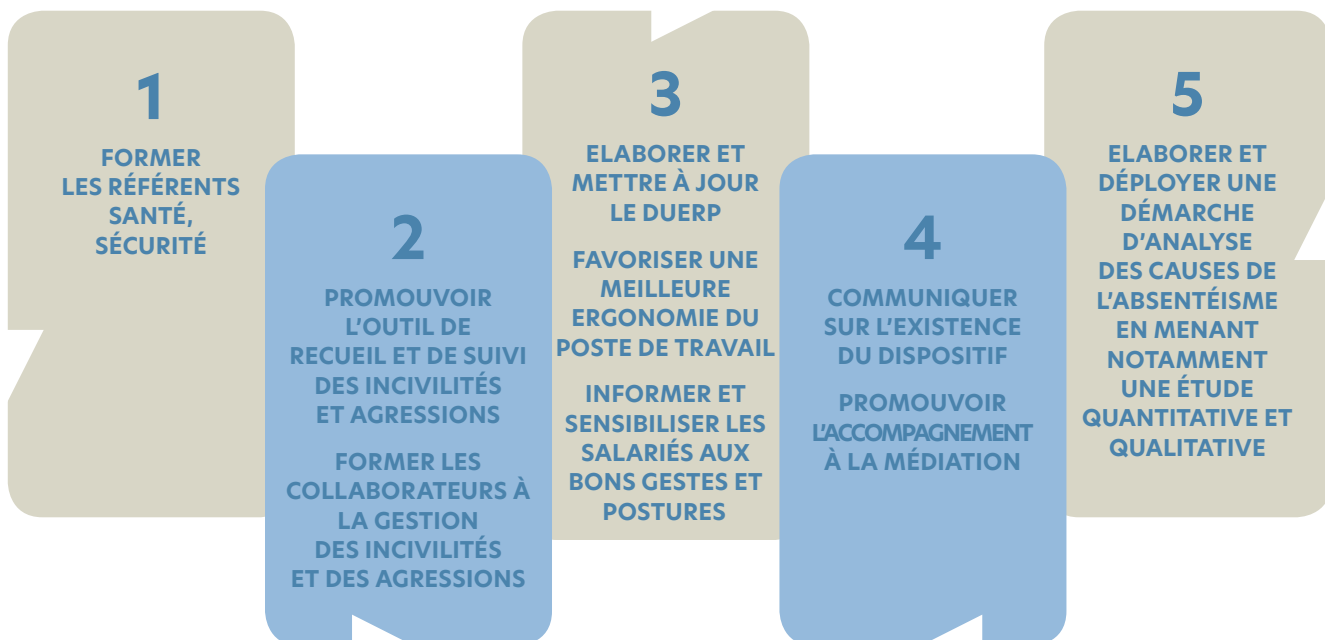 1
FORMER
LES RÉFÉRENTS
SANTÉ,
SÉCURITÉ
2
PROMOUVOIR
L'OUTIL DE
RECUEIL ET DE SUIVI
DES INCIVILITÉS
ET AGRESSIONS
FORMER LES
COLLABORATEURS À
LA GESTION
DES INCIVILITÉS
ET DES AGRESSIONS
3
ELABORER ET
METTRE À JOUR
LE DUERP
FAVORISER UNE
MEILLEURE
ERGONOMIE DU
POSTE DE TRAVAIL
INFORMER ET
SENSIBILISER LES
SALARIÉS AUX
BONS GESTES ET
POSTURES
4
COMMUNIQUER
SUR L'EXISTENCE
DU DISPOSITIF
PROMOUVOIR
L'ACCOMPAGNEMENT
À LA MÉDIATION
5
ELABORER ET
DÉPLOYER UNE
DÉMARCHE
D'ANALYSE
DES CAUSES DE
L'ABSENTÉISME
EN MENANT
NOTAMMENT
UNE ÉTUDE
QUANTITATIVE ET
QUALITATIVE